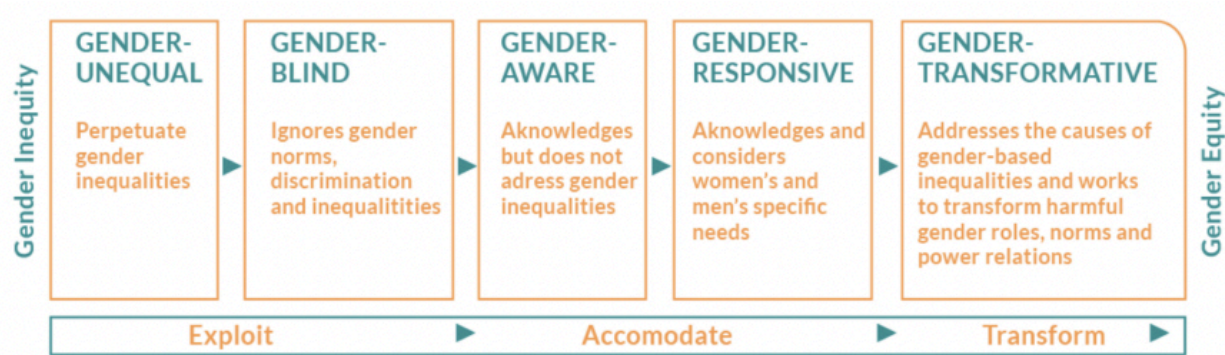 Gender Inequity
GENDER-
UNEQUAL
Perpetuate
gender
inequalities
GENDER-
BLIND
Ignores gender
norms,
discrimination
and inequalitities
GENDER-
AWARE
Aknowledges
but does not
adress gender
inequalities
GENDER-
RESPONSIVE
Aknowledges and
considers
women's and
men's specific
needs
GENDER-
TRANSFORMATIVE
Addresses the causes of
gender-based
inequalities and works
to transform harmful
gender roles, norms and
power relations
Gender Equity
Exploit
Accomodate
Transform